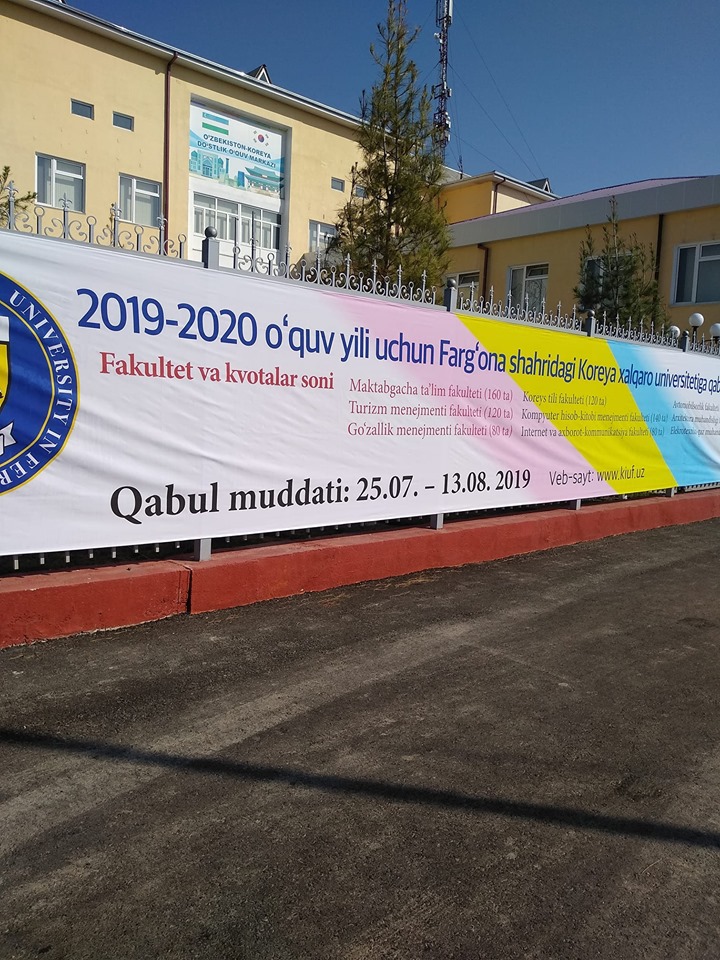 O'ZBEKISTON-KOREYA
DO'STLIK O'QUV MARKAZI
UNIVERSITY IN FER
2019-2020 o‘quv yili uchun Farg‘ona shahridagi Koreya xalqaro universitetiga qab
Fakultet va kvotalar soni
Maktabgacha ta'lim fakulteti (160 ta)
Turizm menejmenti fakulteti (120 ta)
Go'zallik menejmenti fakulteti (80 ta)
Koreys tili fakulteti (120 ta)
Kompyuter hisob-kitobi menejmenti fakulteti (140 ta)
Internet va axborot-kommunikatsiya fakulteti (80 ta)
Qabul muddati: 25.07. – 13.08. 2019
Veb-sayt: www.kiuf.uz